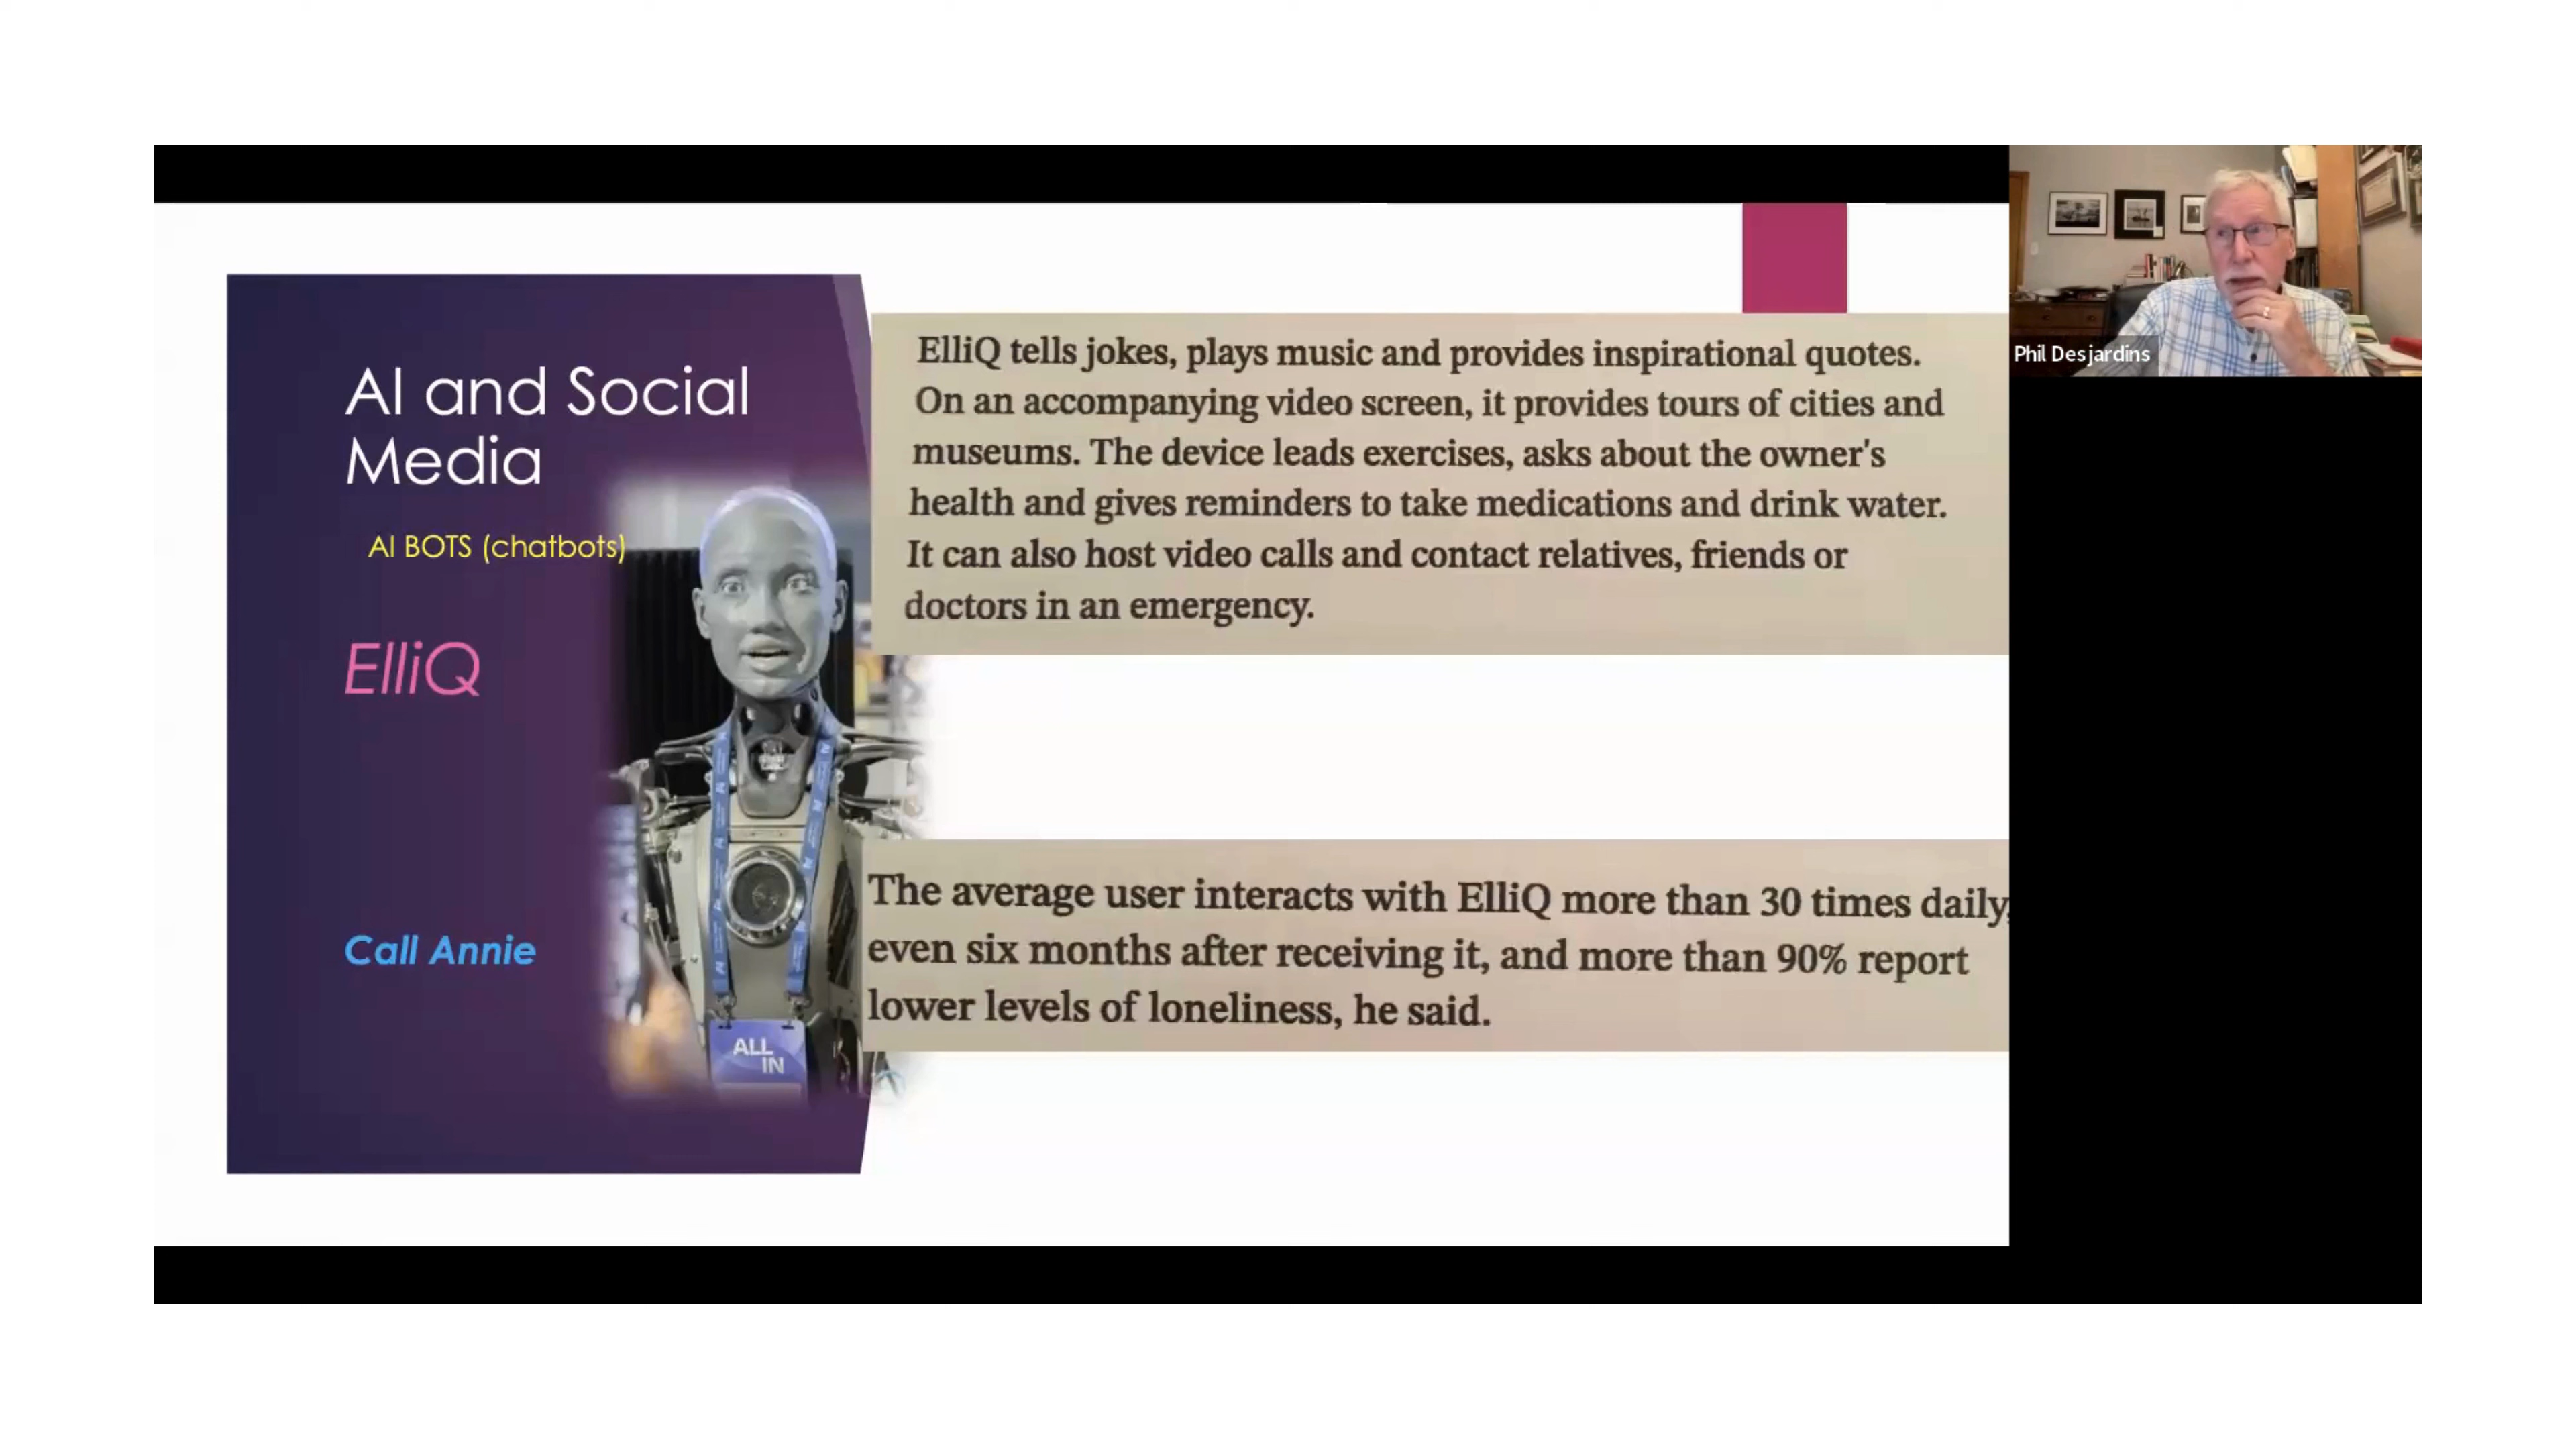 AI and Social
Media
AI BOTS (chatbots)
ElliQ
Call Annie
ALL
IN
ElliQ tells jokes, plays music and provides inspirational quotes.
On an accompanying video screen, it provides tours of cities and
museums. The device leads exercises, asks about the owner's
health and gives reminders to take medications and drink water.
It can also host video calls and contact relatives, friends or
doctors in an emergency.
The average user interacts with ElliQ more than 30 times daily,
even six months after receiving it, and more than 90% report
lower levels of loneliness, he said.
Phil Desjardins